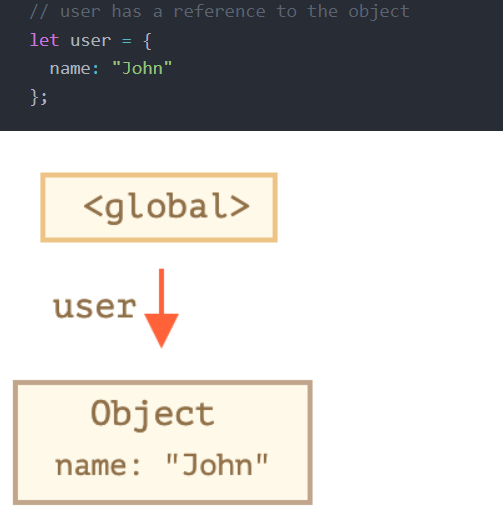 // user has a reference to the object
let user = {
  name: "John"
};
<global>
user
Object
name: "John"